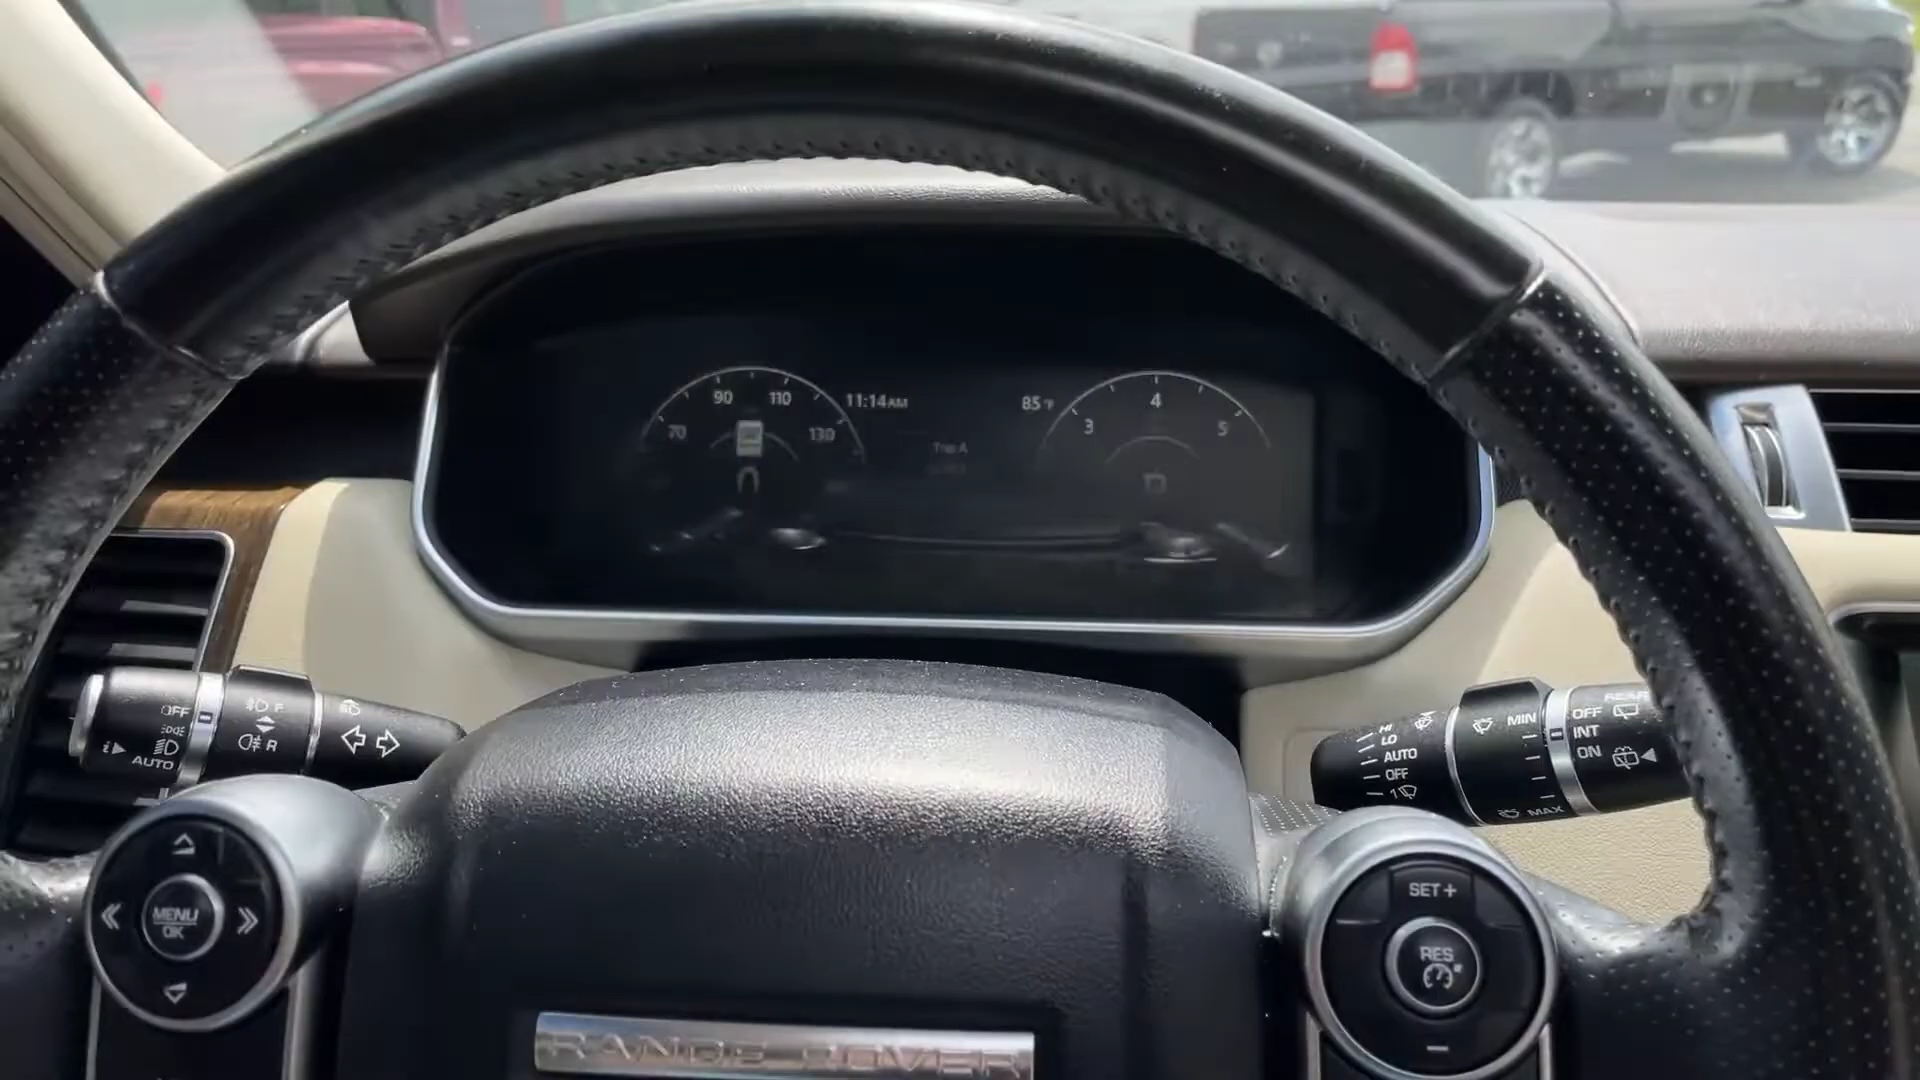 90 110
70 130
11:14AM
Trip A
85°F
3 4 5
OFF
AUTO
F
R
HI
LO
AUTO
OFF
1
MIN
MAX
REAR
OFF
INT
ON
MENU
OK
SET+
RES
RANGE ROVER